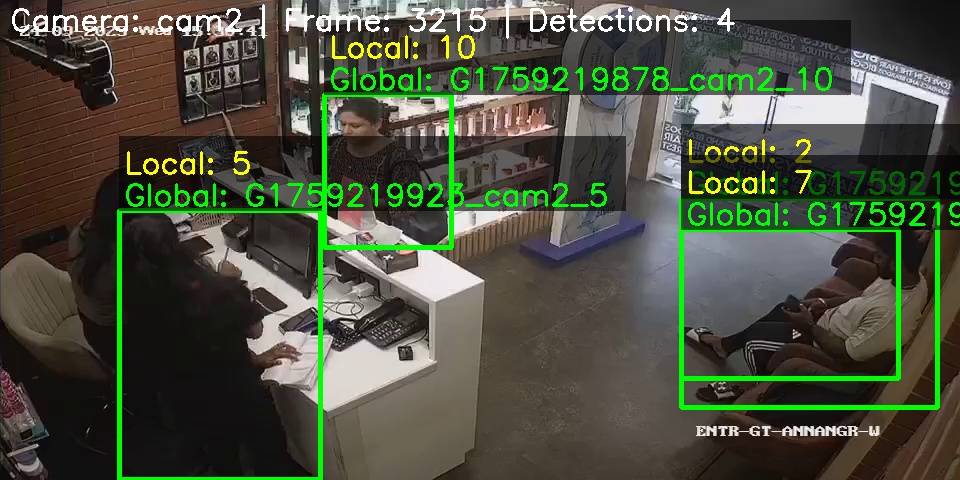 Camera: cam2 | Frame: 3215 | Detections: 4
Local: 10
Global: G1759219878_cam2_10
Local: 2
Local: 5
Local: 7
Global: G1759219923_cam2_5
Global: G1759219
ENTR-GT-ANNANGR-W